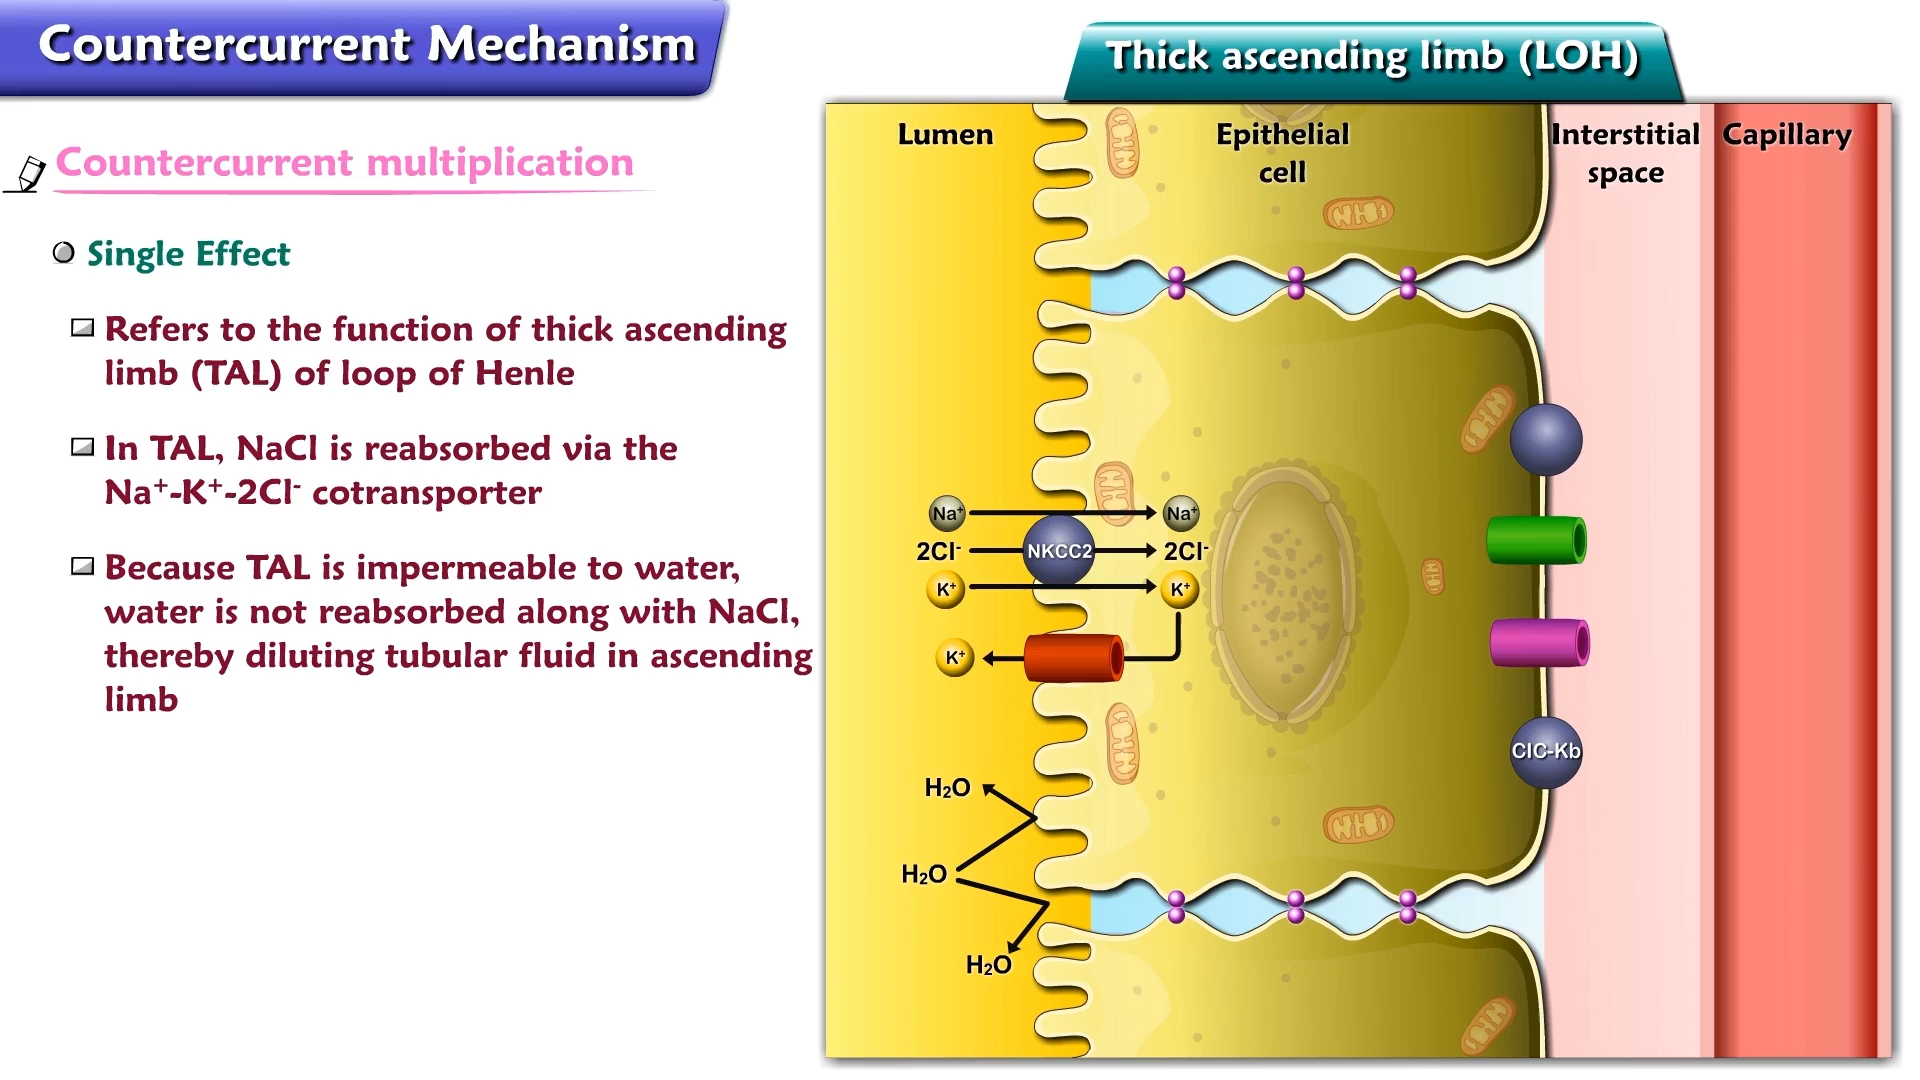 Countercurrent Mechanism
Thick ascending limb (LOH)
Countercurrent multiplication
Single Effect
Refers to the function of thick ascending
limb (TAL) of loop of Henle
In TAL, NaCl is reabsorbed via the
Na⁺-K⁺-2Cl⁻ cotransporter
Because TAL is impermeable to water,
water is not reabsorbed along with NaCl,
thereby diluting tubular fluid in ascending
limb
Lumen
Epithelial
cell
Interstitial
space
Capillary
Na⁺
Na⁺
2Cl⁻
NKCC2
2Cl⁻
K⁺
K⁺
K⁺
ClC-Kb
H₂O
H₂O
H₂O